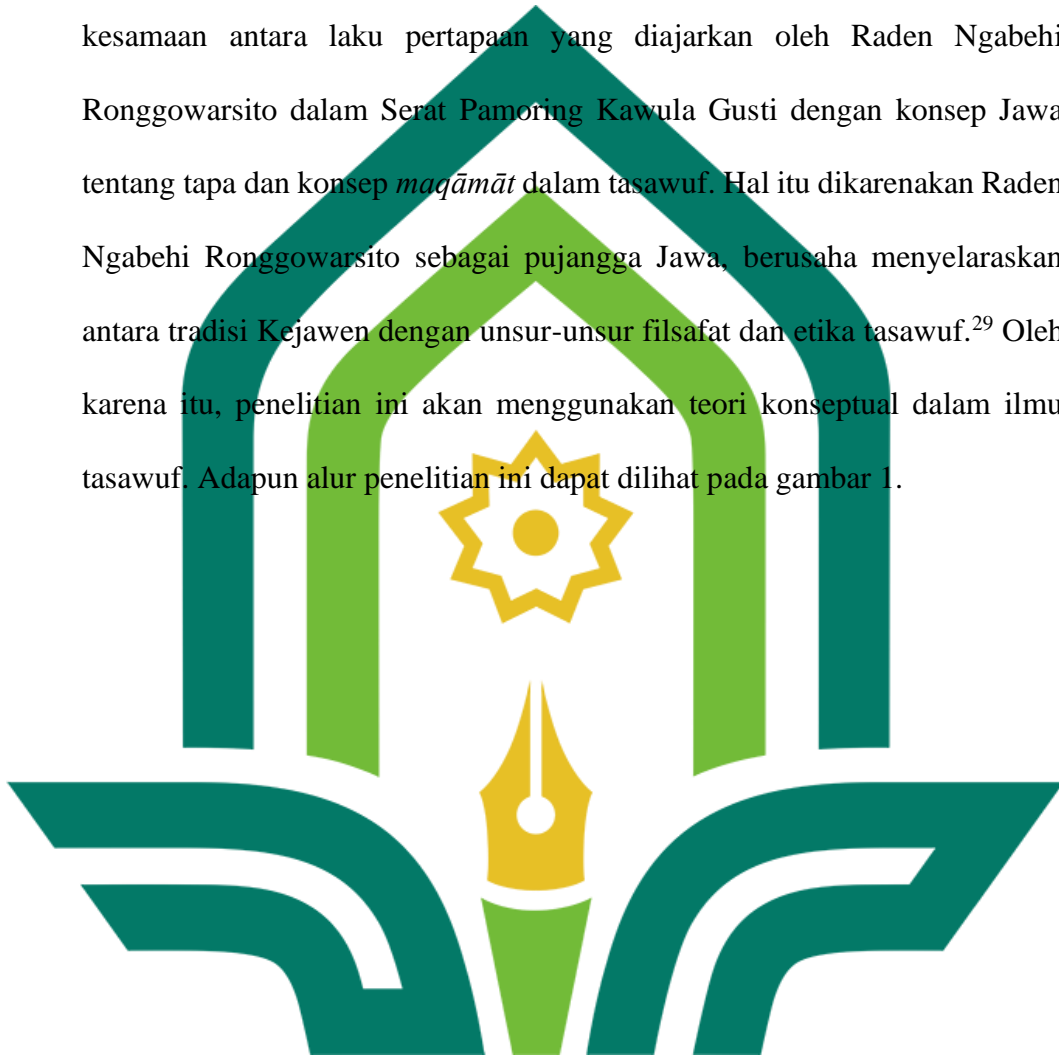 kesamaan antara laku pertapaan yang diajarkan oleh Raden Ngabehi
Ronggowarsito dalam Serat Pamoring Kawula Gusti dengan konsep Jawa
tentang tapa dan konsep maqāmāt dalam tasawuf. Hal itu dikarenakan Raden
Ngabehi Ronggowarsito sebagai pujangga Jawa, berusaha menyelaraskan
antara tradisi Kejawen dengan unsur-unsur filsafat dan etika tasawuf.29 Oleh
karena itu, penelitian ini akan menggunakan teori konseptual dalam ilmu
tasawuf. Adapun alur penelitian ini dapat dilihat pada gambar 1.